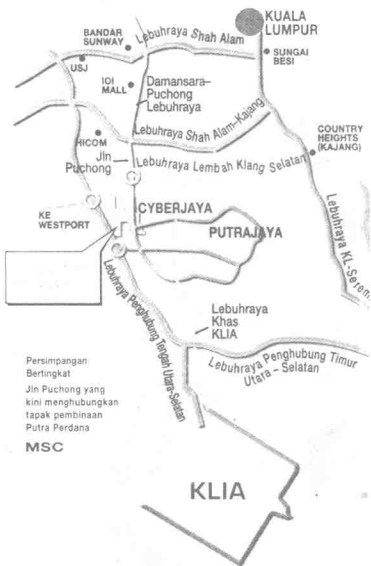 KUALA
LUMPUR
BANDAR
SUNWAY
Lebuhraya Shah Alam
SUNGAI
BESI
USJ
IOI
MALL
Damansara–
Puchong
Lebuhraya
Lebuhraya Shah Alam–Kajang
COUNTRY
HEIGHTS
(KAJANG)
HICOM
Jln
Puchong
Lebuhraya Lembah Klang Selatan
KE
WESTPORT
CYBERJAYA
PUTRAJAYA
Lebuhraya KL-Serem
Lebuhraya Penghubung Tengah Utara-Selatan
Lebuhraya
Khas
KLIA
Lebuhraya Penghubung Timur
Utara – Selatan
Persimpangan
Bertingkat
Jln Puchong yang
kini menghubungkan
tapak pembinaan
Putra Perdana
MSC
KLIA